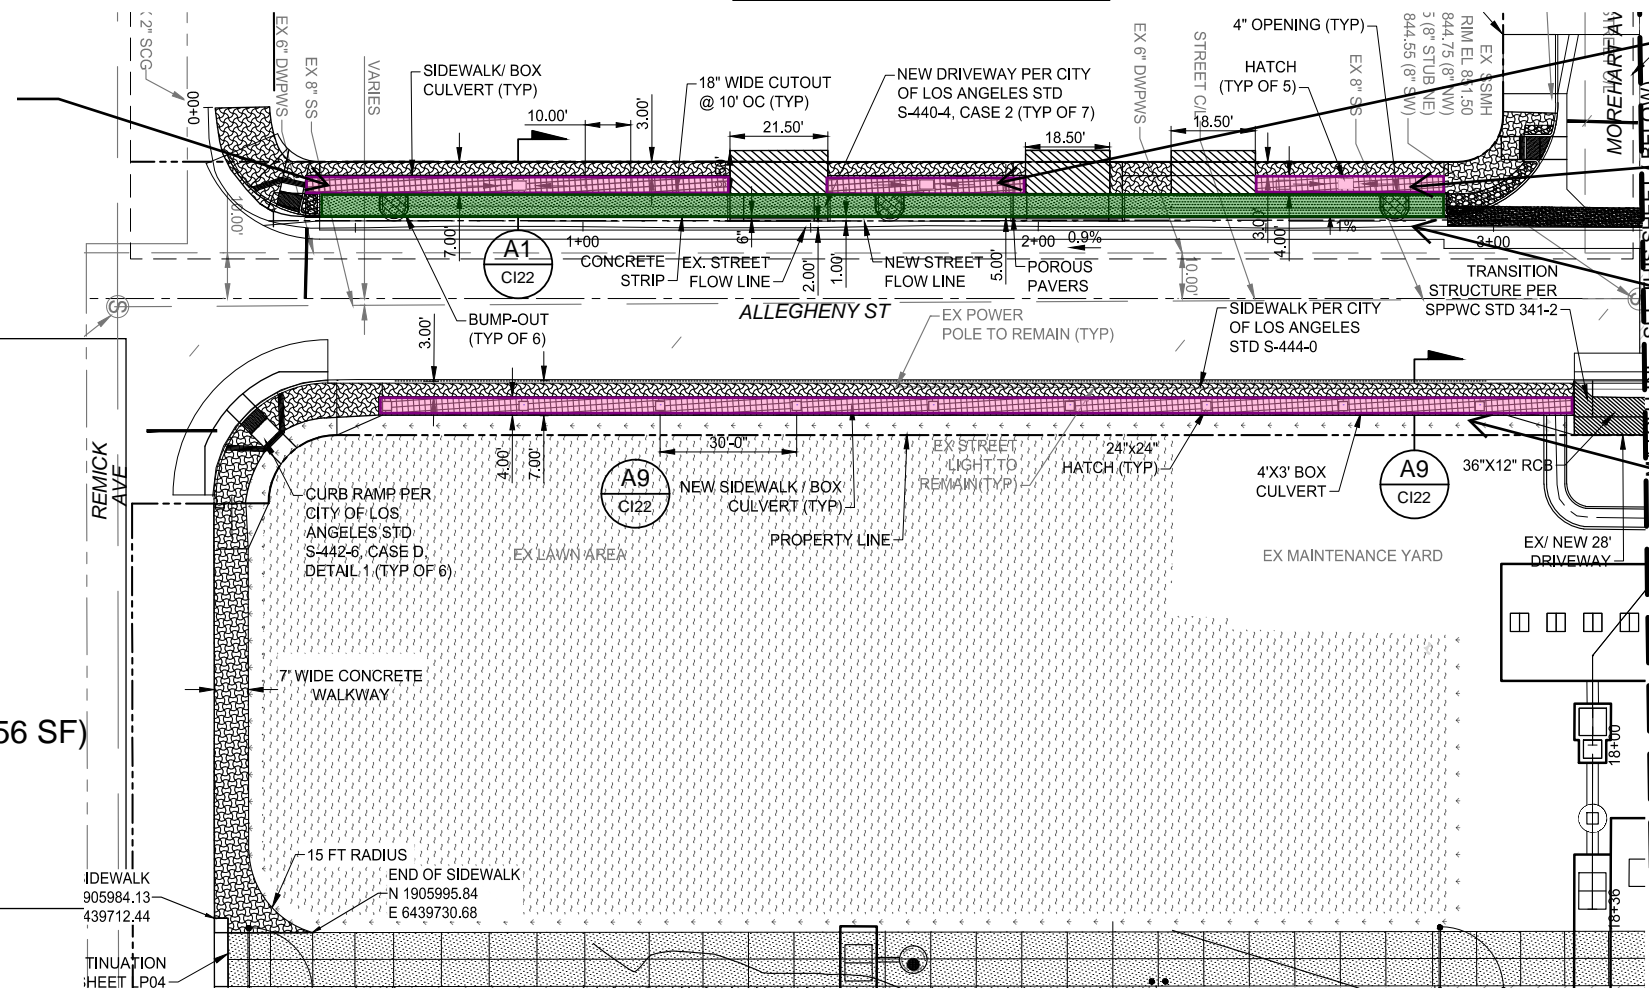 2" SCG
EX 6" DWPWS
EX 8" SS
VARIES
0+00
SIDEWALK/ BOX
CULVERT (TYP)
10.00'
3.00'
18" WIDE CUTOUT
@ 10' OC (TYP)
21.50'
NEW DRIVEWAY PER CITY
OF LOS ANGELES STD
S-440-4, CASE 2 (TYP OF 7)
18.50'
EX 6" DWPWS
STREET C/L
18.50'
4" OPENING (TYP)
HATCH
(TYP OF 5)
EX 8" SS
EX SSMH
RIM EL 851.50
844.75 (8" NW)
5 (8" STUB NE)
844.55 (8" SW)
MOREHART AV
10.00'
7.00'
A1
CI22
1+00
CONCRETE
STRIP
6"
EX. STREET
FLOW LINE
2.00'
1.00'
NEW STREET
FLOW LINE
5.00'
2+00
0.9%
POROUS
PAVERS
10.00'
3.00'
4.00'
1%
3+00
TRANSITION
STRUCTURE PER
SPPWC STD 341-2
BUMP-OUT
(TYP OF 6)
ALLEGHENY ST
EX POWER
POLE TO REMAIN (TYP)
SIDEWALK PER CITY
OF LOS ANGELES
STD S-444-0
3.00'
S
S
REMICK
AVE
4.00'
7.00'
30'-0"
A9
CI22
NEW SIDEWALK / BOX
CULVERT (TYP)
PROPERTY LINE
EX STREET
LIGHT TO
REMAIN(TYP)
24"x24"
HATCH (TYP)
4'X3' BOX
CULVERT
A9
CI22
36"X12" RCB
CURB RAMP PER
CITY OF LOS
ANGELES STD
S-442-6, CASE D,
DETAIL 1 (TYP OF 6)
EX LAWN AREA
EX MAINTENANCE YARD
EX/ NEW 28'
DRIVEWAY
7' WIDE CONCRETE
WALKWAY
56 SF)
18+00
15 FT RADIUS
END OF SIDEWALK
N 1905995.84
E 6439730.68
IDEWALK
905984.13
439712.44
18+36
TINUATION
HEET LP04